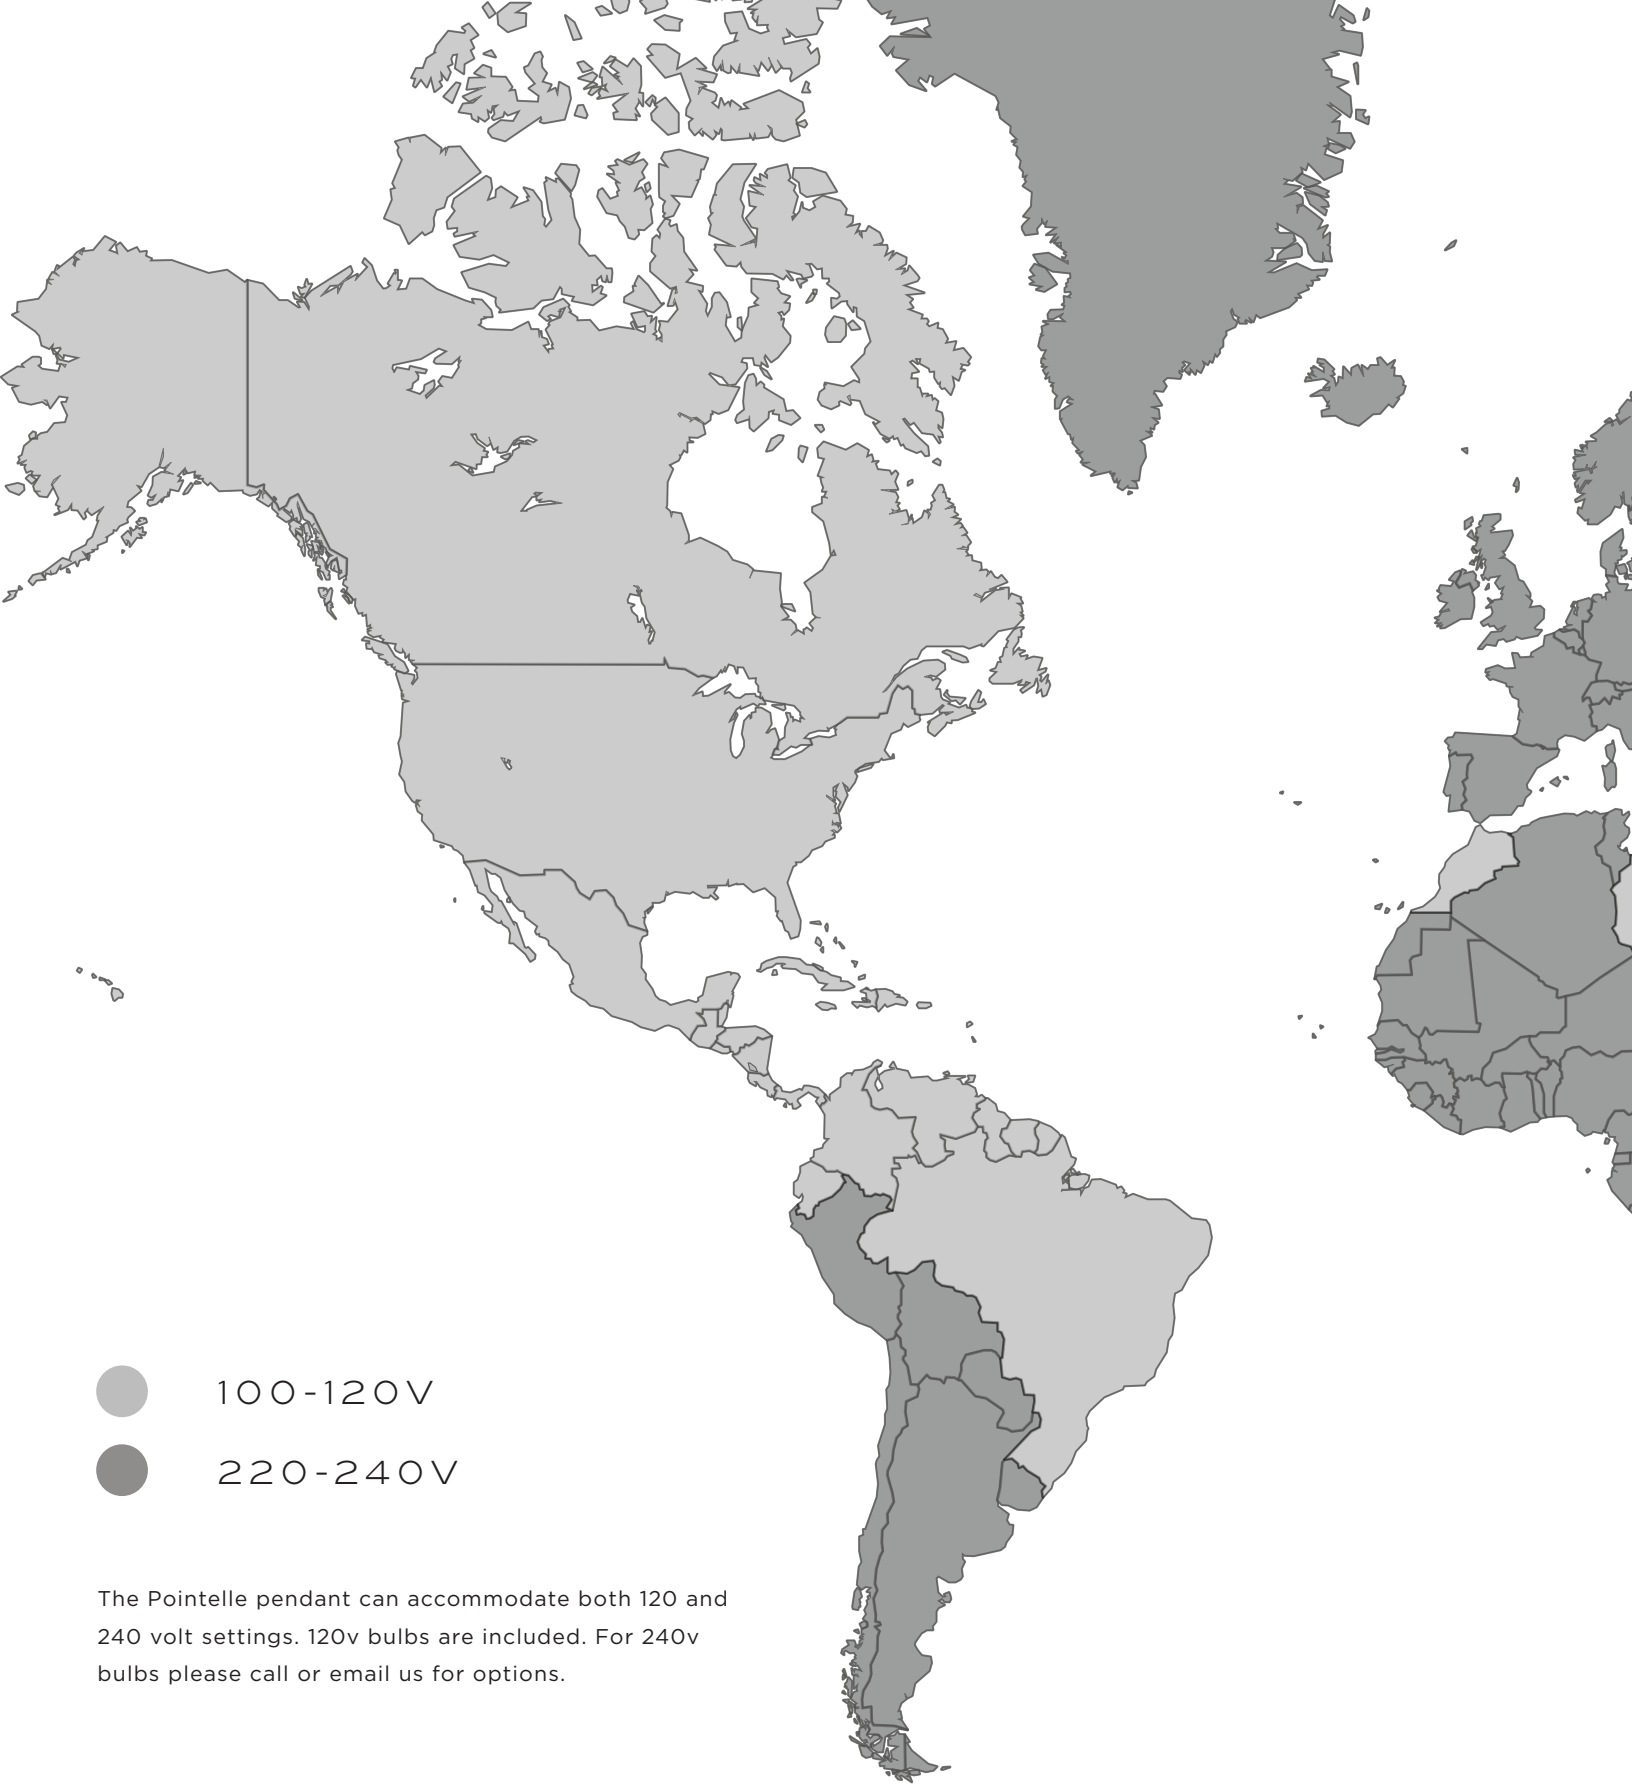 100-120V
220-240V
The Pointelle pendant can accommodate both 120 and
240 volt settings. 120v bulbs are included. For 240v
bulbs please call or email us for options.